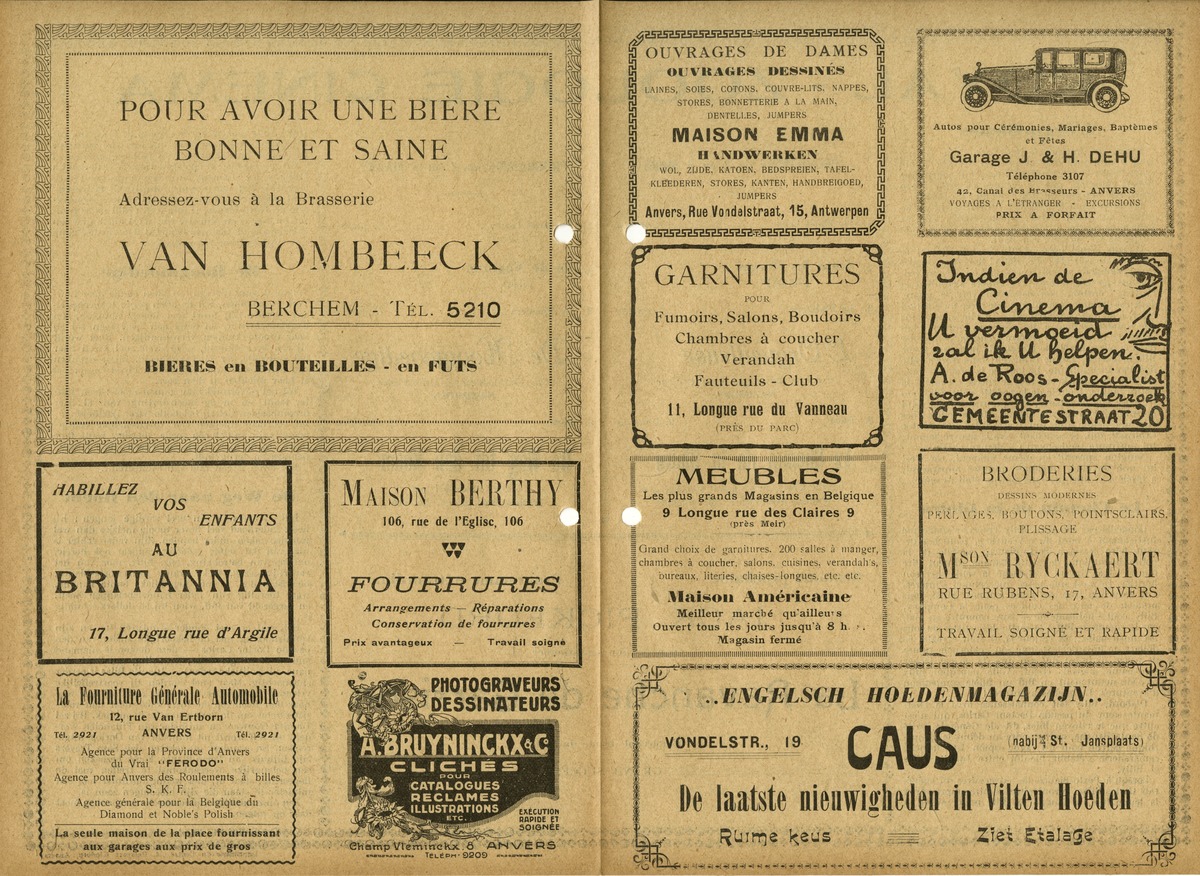 POUR AVOIR UNE BIÈRE
BONNE ET SAINE
Adressez-vous à la Brasserie
VAN HOMBEECK
BERCHEM - TÉL. 5210
BIERES en BOUTEILLES - en FUTS
HABILLEZ
VOS
ENFANTS
AU
BRITANNIA
17, Longue rue d'Argile
MAISON BERTHY
106, rue de l'Eglise, 106
FOURRURES
Arrangements — Réparations
Conservation de fourrures
Prix avantageux — Travail soigné
La Fourniture Générale Automobile
12, rue Van Ertborn
Tél. 2921 ANVERS Tél. 2921
Agence pour la Province d'Anvers
du Vrai "FERODO"
Agence pour Anvers des Roulements à billes
S. K. F.
Agence générale pour la Belgique du
Diamond et Noble's Polish
La seule maison de la place fournissant
aux garages aux prix de gros
PHOTOGRAVEURS
DESSINATEURS
A. BRUYNINCKX & C°
CLICHÉS
POUR
CATALOGUES
RECLAMES
ILLUSTRATIONS
ETC.
EXECUTION
RAPIDE ET
SOIGNÉE
Champ Vleminckx, 8 ANVERS
TELEPH· 9209
OUVRAGES DE DAMES
OUVRAGES DESSINÉS
LAINES, SOIES, COTONS. COUVRE-LITS. NAPPES,
STORES, BONNETTERIE A LA MAIN,
DENTELLES, JUMPERS
MAISON EMMA
HANDWERKEN
WOL, ZIJDE, KATOEN, BEDSPREIEN, TAFEL-
KLEEDEREN, STORES, KANTEN, HANDBREIGOED,
JUMPERS
Anvers, Rue Vondelstraat, 15, Antwerpen
Autos pour Cérémonies, Mariages, Baptêmes
et Fêtes
Garage J. & H. DEHU
Téléphone 3107
42, Canal des Brasseurs - ANVERS
VOYAGES A L'ÉTRANGER - EXCURSIONS
PRIX A FORFAIT
GARNITURES
POUR
Fumoirs, Salons, Boudoirs
Chambres à coucher
Verandah
Fauteuils - Club
11, Longue rue du Vanneau
(PRÈS DU PARC)
Indien de
Cinema
U vermoeid
zal ik U helpen.
A. de Roos - Specialist
voor oogen-onderzoek
GEMEENTESTRAAT 20
MEUBLES
Les plus grands Magasins en Belgique
9 Longue rue des Claires 9
(près Meir)
Grand choix de garnitures. 200 salles à manger,
chambres à coucher, salons, cuisines, verandah's,
bureaux, literies, chaises-longues, etc. etc.
Maison Américaine
Meilleur marché qu'ailleurs
Ouvert tous les jours jusqu'à 8 h.
Magasin fermé
BRODERIES
DESSINS MODERNES
PERLAGES, BOUTONS, POINTSCLAIRS,
PLISSAGE
MSON RYCKAERT
RUE RUBENS, 17, ANVERS
TRAVAIL SOIGNÉ ET RAPIDE
..ENGELSCH HOEDENMAGAZIJN..
VONDELSTR., 19 CAUS (nabij St. Jansplaats)
De laatste nieuwigheden in Vilten Hoeden
Ruime keus Ziet Etalage